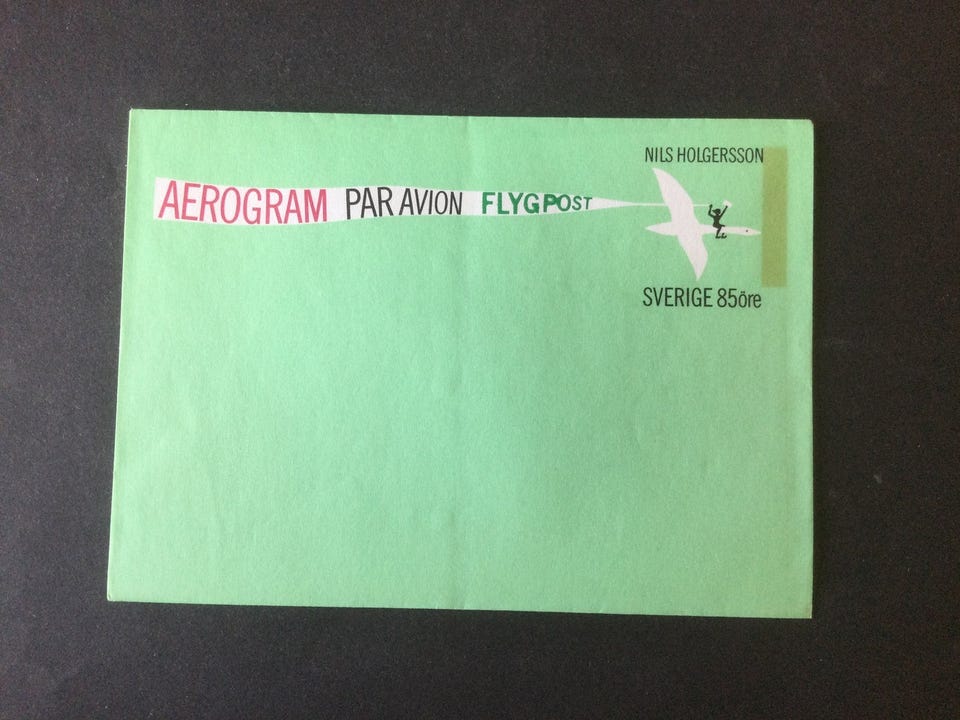 NILS HOLGERSSON
AEROGRAM PAR AVION FLYGPOST
SVERIGE 85öre